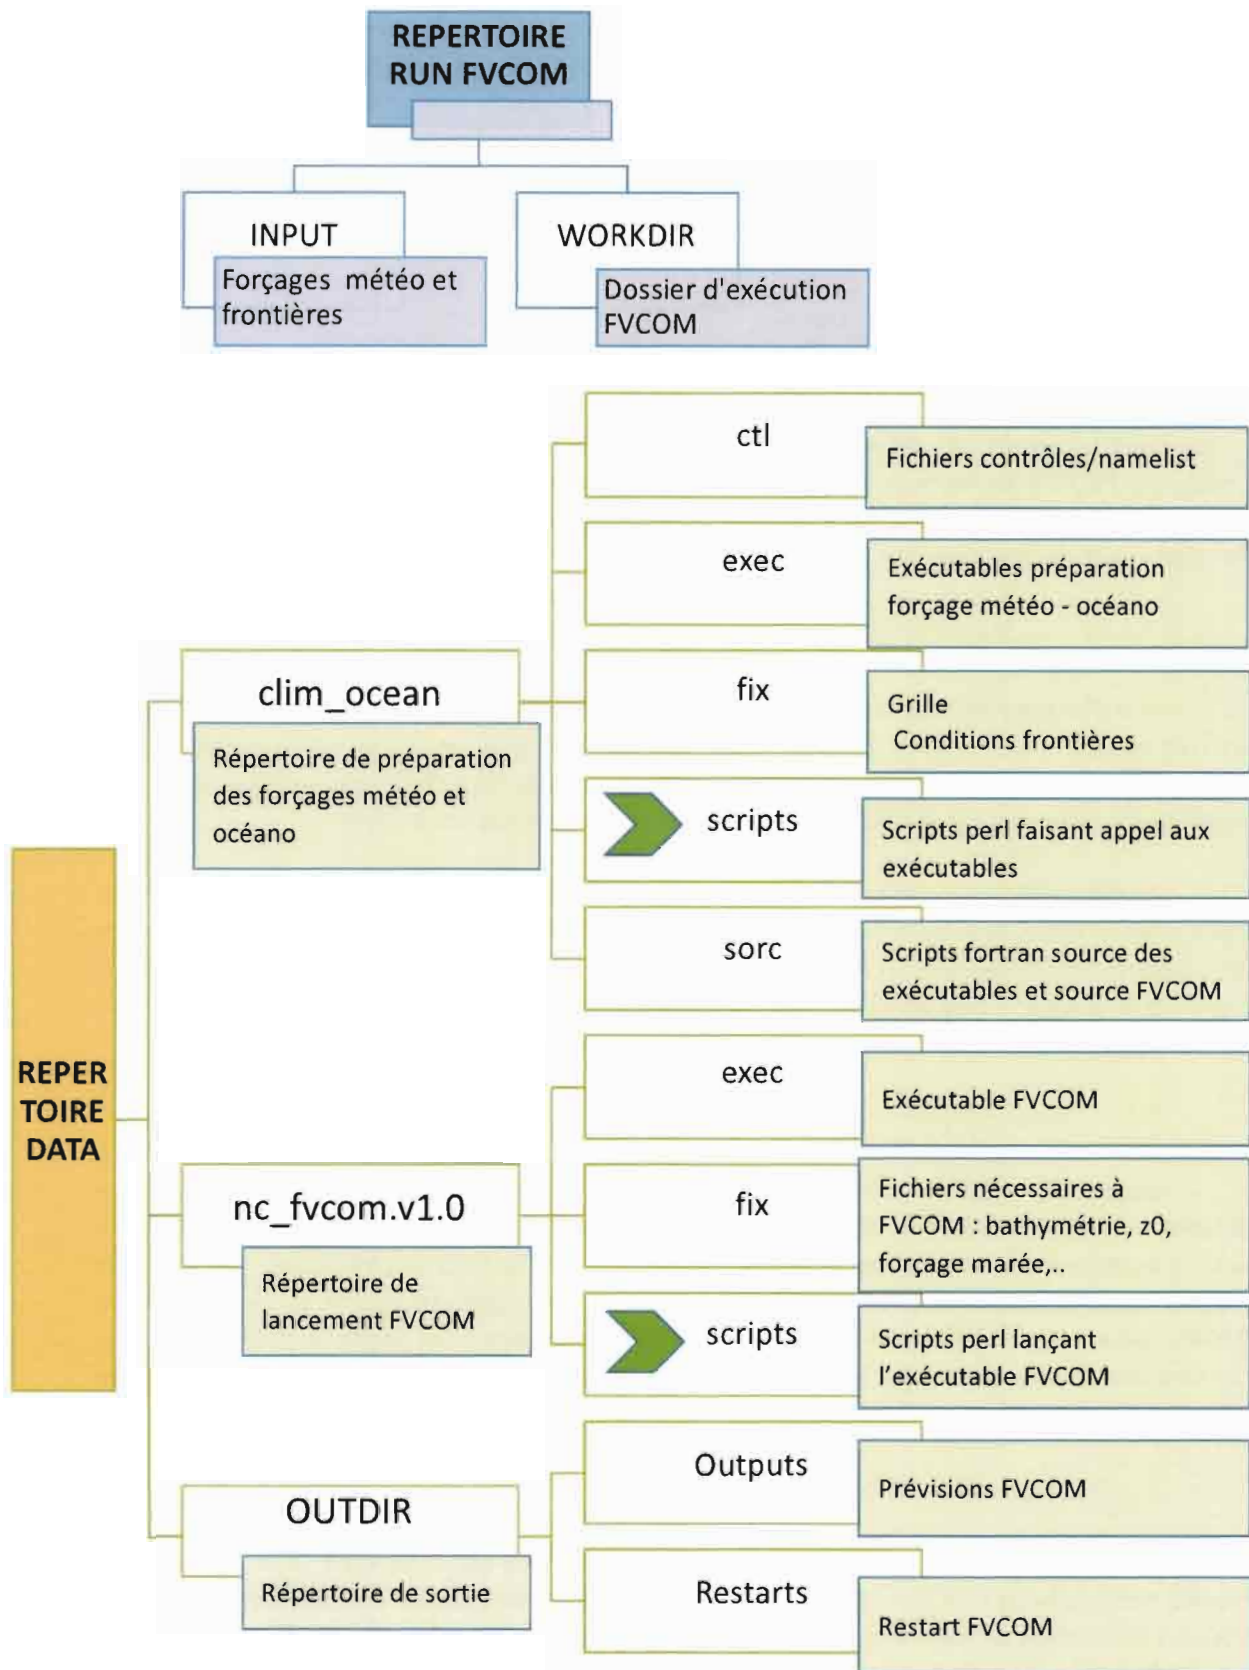 REPERTOIRE
RUN FVCOM
INPUT
Forçages météo et
frontières
WORKDIR
Dossier d'exécution
FVCOM
REPER
TOIRE
DATA
clim_ocean
Répertoire de préparation
des forçages météo et
océano
ctl
Fichiers contrôles/namelist
exec
Exécutables préparation
forçage météo - océano
fix
Grille
Conditions frontières
scripts
Scripts perl faisant appel aux
exécutables
sorc
Scripts fortran source des
exécutables et source FVCOM
nc_fvcom.v1.0
Répertoire de
lancement FVCOM
exec
Exécutable FVCOM
fix
Fichiers nécessaires à
FVCOM : bathymétrie, z0,
forçage marée,..
scripts
Scripts perl lançant
l'exécutable FVCOM
OUTDIR
Répertoire de sortie
Outputs
Prévisions FVCOM
Restarts
Restart FVCOM